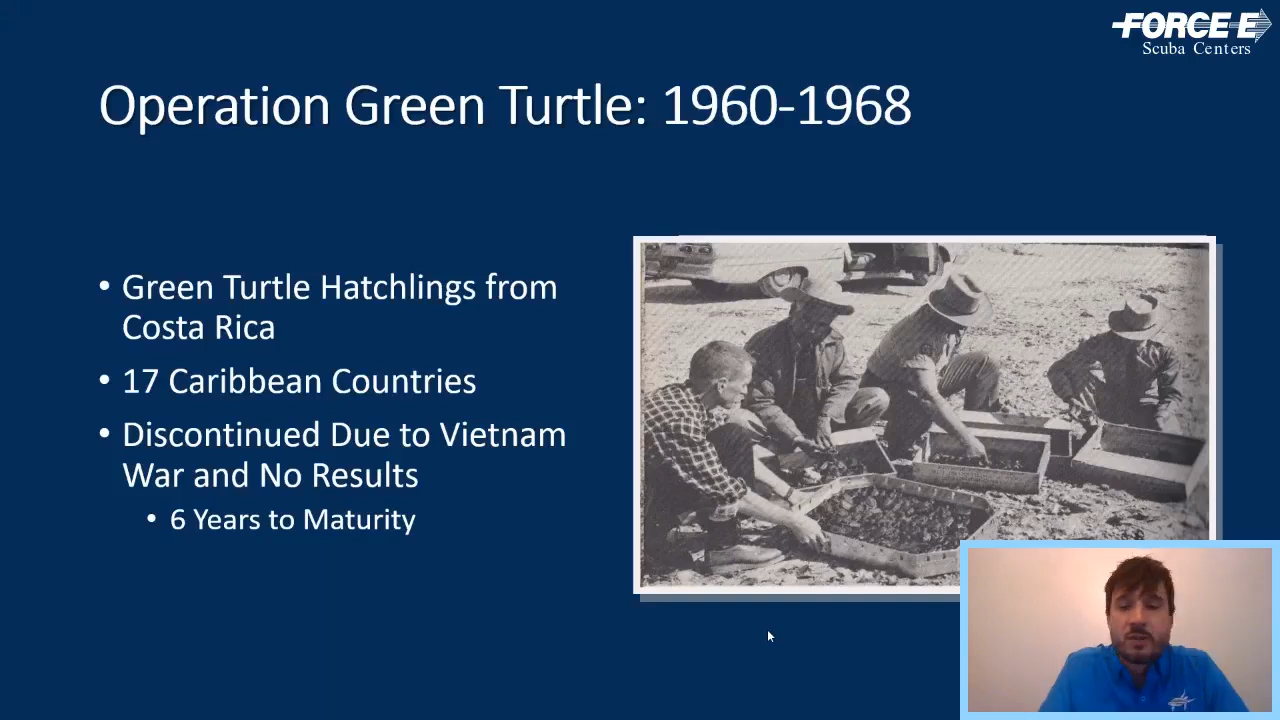 FORCE E
Scuba Centers
Operation Green Turtle: 1960-1968
• Green Turtle Hatchlings from
Costa Rica
• 17 Caribbean Countries
• Discontinued Due to Vietnam
War and No Results
• 6 Years to Maturity